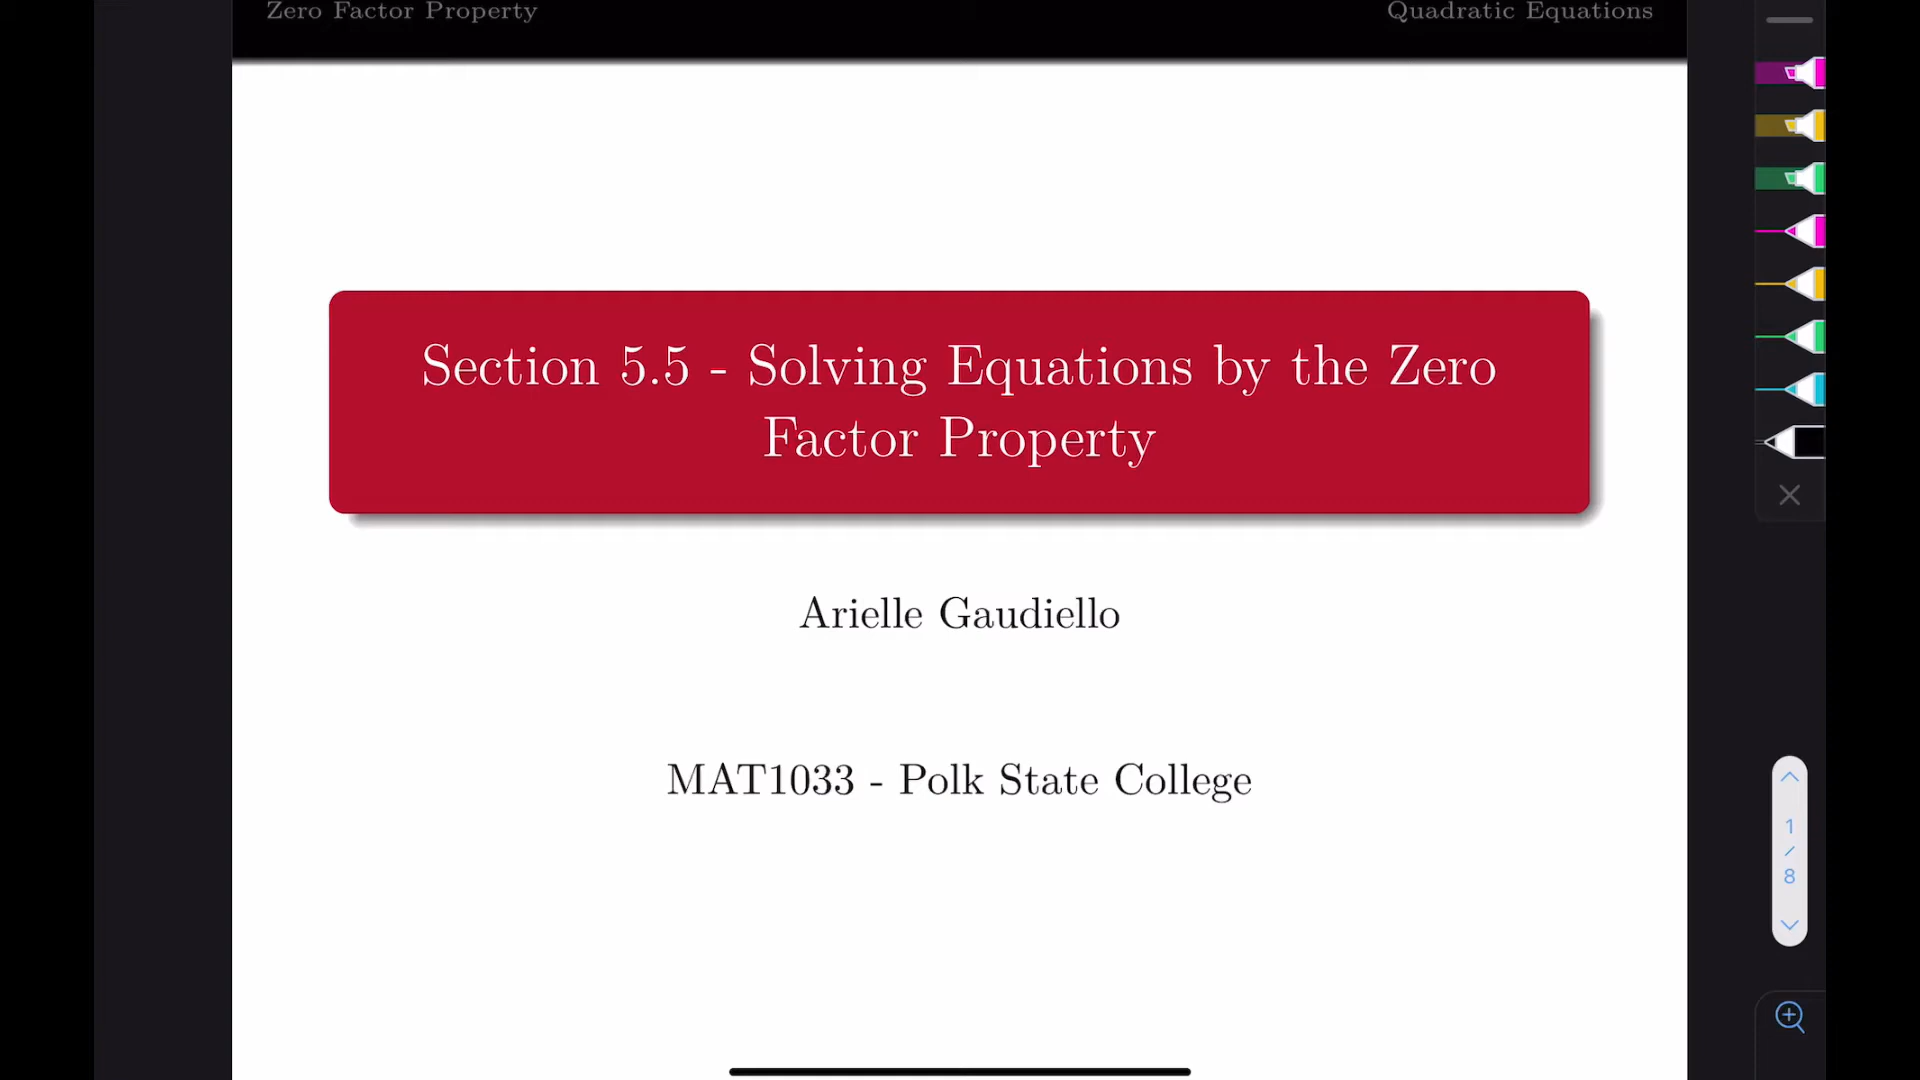 Zero Factor Property
Quadratic Equations
Section 5.5 - Solving Equations by the Zero
Factor Property
Arielle Gaudiello
MAT1033 - Polk State College
1
/
8